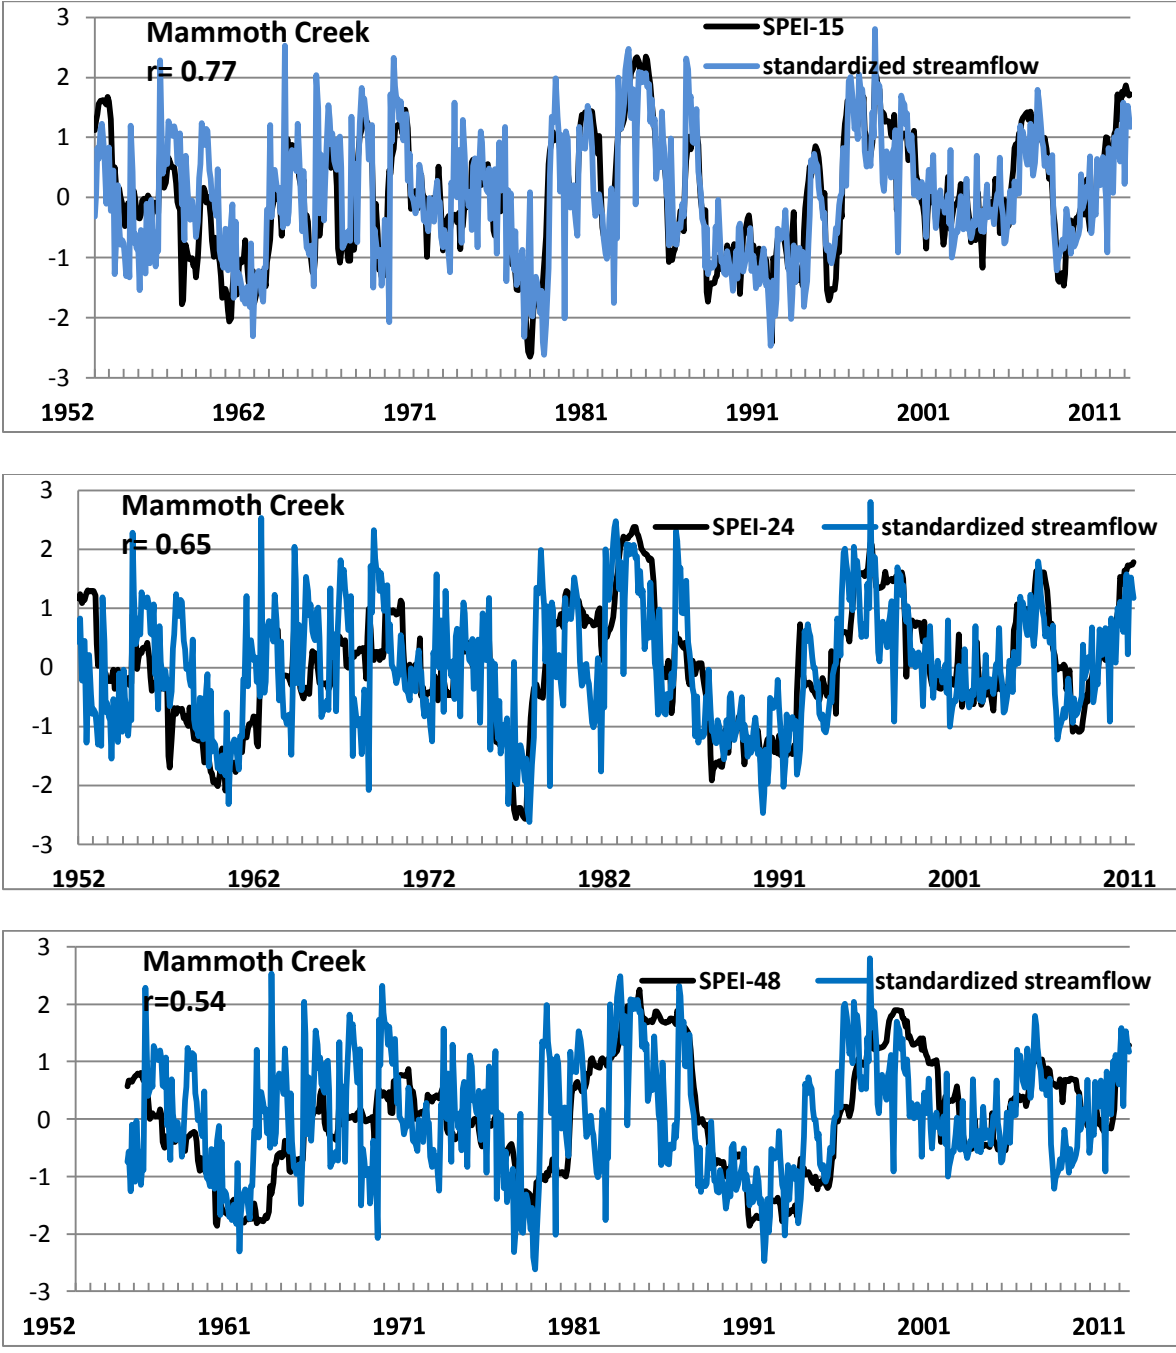 3
Mammoth Creek
SPEI-15
r= 0.77
standardized streamflow
2
1
0
-1
-2
-3
1952 1962 1971 1981 1991 2001 2011
3
Mammoth Creek
SPEI-24 standardized streamflow
r= 0.65
2
1
0
-1
-2
-3
1952 1962 1972 1982 1991 2001 2011
3
Mammoth Creek
SPEI-48 standardized streamflow
r=0.54
2
1
0
-1
-2
-3
1952 1961 1971 1981 1991 2001 2011